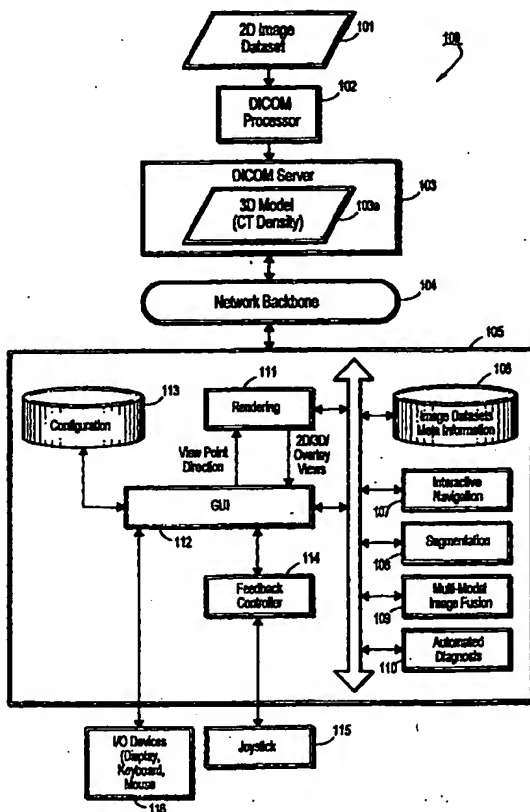 2D Image
Dataset
101
100
102
DICOM
Processor
DICOM Server
103
3D Model
(CT Density)
103a
Network Backbone
104
105
113
Configuration
111
Rendering
106
Image Datasets
Meta Information
View Point
Direction
2D/3D/
Overlay
Views
GUI
112
Interactive
Navigation
107
114
Feedback
Controller
Segmentation
108
Multi-Modal
Image Fusion
109
Automated
Diagnosis
110
I/O Devices
(Display,
Keyboard,
Mouse
116
Joystick
115